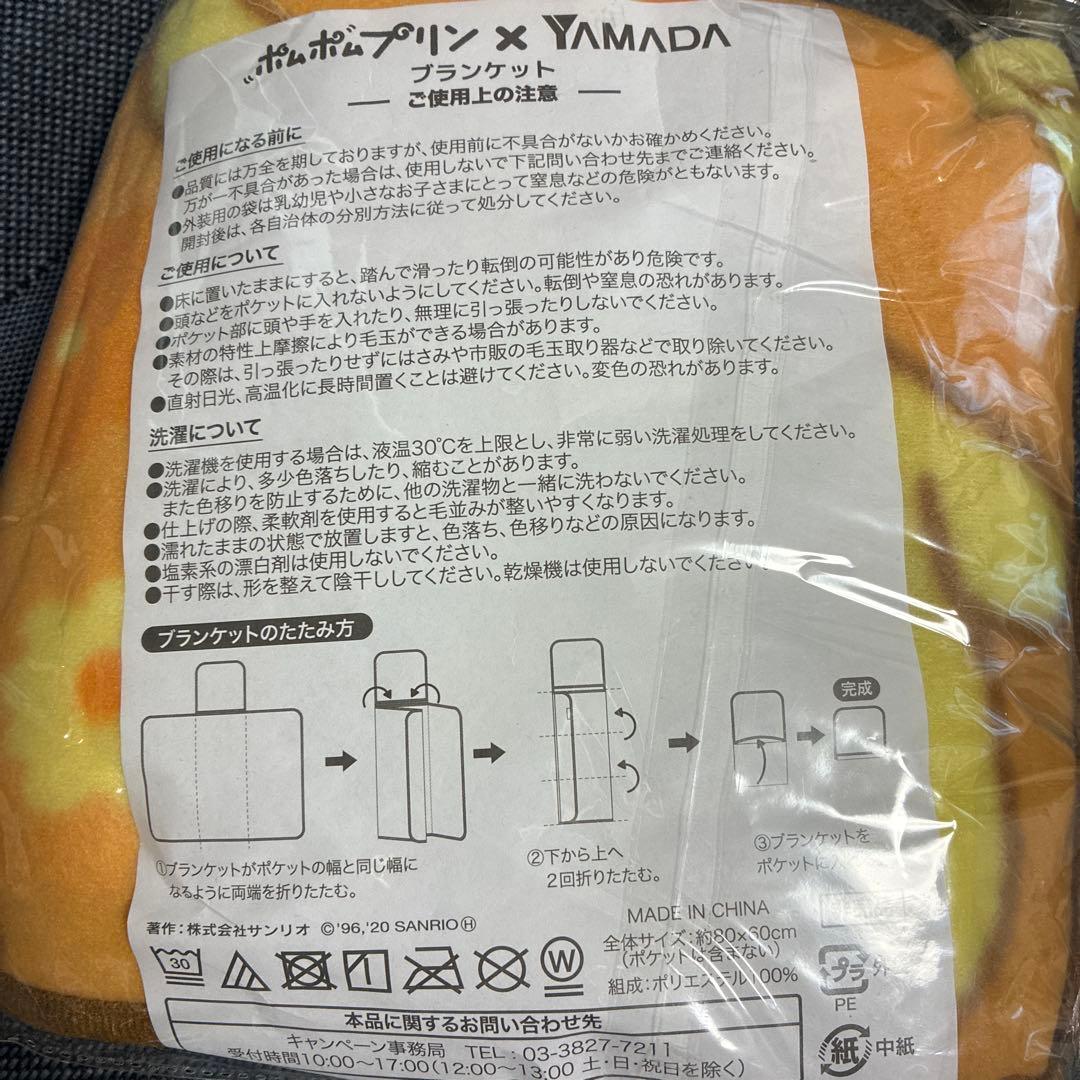 ポムポムプリン × YAMADA
ブランケット
ご使用上の注意
ご使用になる前に
●品質には万全を期しておりますが、使用前に不具合がないかお確かめください。
万が一不具合があった場合は、使用しないで下記問い合わせ先までご連絡ください。
●外装用の袋は乳幼児や小さなお子さまにとって窒息などの危険がともないます。
開封後は、各自治体の分別方法に従って処分してください。
ご使用について
●床に置いたままにすると、踏んで滑ったり転倒の可能性があり危険です。
●頭などをポケットに入れないようにしてください。転倒や窒息の恐れがあります。
●ポケット部に頭や手を入れたり、無理に引っ張ったりしないでください。
●素材の特性上摩擦により毛玉ができる場合があります。
その際は、引っ張ったりせずにはさみや市販の毛玉取り器などで取り除いてください。
●直射日光、高温化に長時間置くことは避けてください。変色の恐れがあります。
洗濯について
●洗濯機を使用する場合は、液温30℃を上限とし、非常に弱い洗濯処理をしてください。
●洗濯により、多少色落ちしたり、縮むことがあります。
また色移りを防止するために、他の洗濯物と一緒に洗わないでください。
●仕上げの際、柔軟剤を使用すると毛並みが整いやすくなります。
●濡れたままの状態で放置しますと、色落ち、色移りなどの原因になります。
●塩素系の漂白剤は使用しないでください。
●干す際は、形を整えて陰干ししてください。乾燥機は使用しないでください。
ブランケットのたたみ方
完成
①ブランケットがポケットの幅と同じ幅に
なるように両端を折りたたむ。
②下から上へ
2回折りたたむ。
③ブランケットを
ポケットに
著作:株式会社サンリオ ©'96,'20 SANRIO Ⓗ
MADE IN CHINA
全体サイズ:約80×60cm
(ポケットは含まない)
組成:ポリエステル100%
30
W
プラ 外
PE
紙 中紙
本品に関するお問い合わせ先
キャンペーン事務局 TEL:03-3827-7211
受付時間10:00~17:00(12:00~13:00 土・日・祝日を除く)